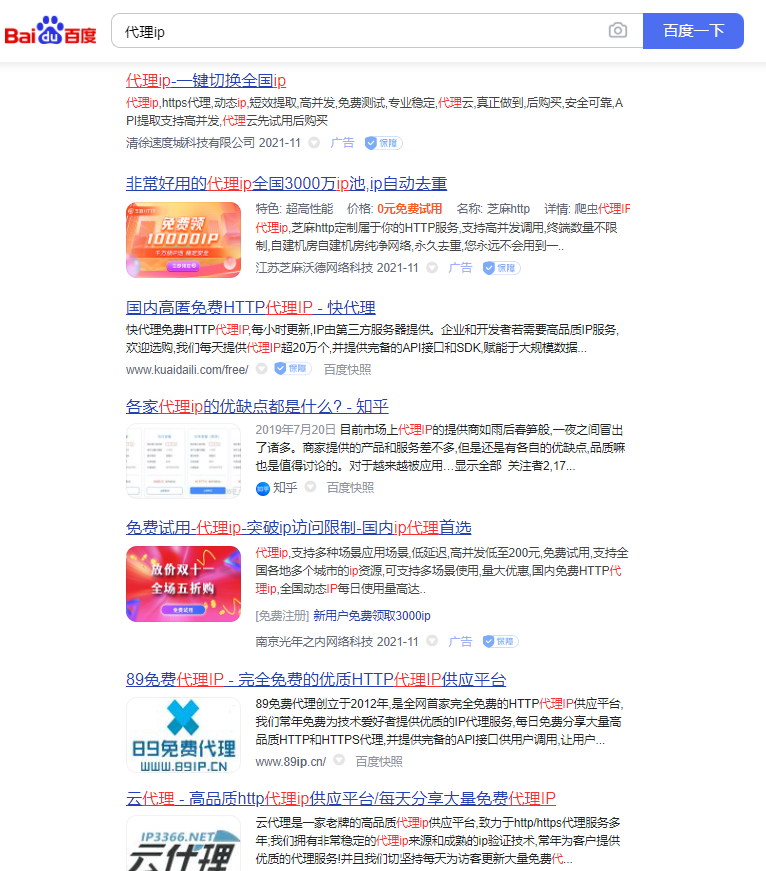 Bai du 百度
代理ip
百度一下
代理ip-一键切换全国ip
代理ip,https代理,动态ip,短效提取,高并发,免费测试,专业稳定,代理云,真正做到,后购买,安全可靠,A
PI提取支持高并发,代理云先试用后购买
清徐速度城科技有限公司 2021-11 广告 保障
非常好用的代理ip全国3000万ip池,ip自动去重
免费领
10000IP
特色: 超高性能 价格: 0元免费试用 名称: 芝麻http 详情: 爬虫代理IF
代理ip,芝麻http定制属于你的HTTP服务,支持高并发调用,终端数量不限
制,自建机房自建机房纯净网络,永久去重,您永远不会用到一..
江苏芝麻沃德网络科技 2021-11 广告 保障
国内高匿免费HTTP代理IP - 快代理
快代理免费HTTP代理IP,每小时更新,IP由第三方服务器提供。企业和开发者若需要高品质IP服务,
欢迎选购,我们每天提供代理IP超20万个,并提供完备的API接口和SDK,赋能于大规模数据...
www.kuaidaili.com/free/ 保障 百度快照
各家代理ip的优缺点都是什么? - 知乎
2019年7月20日 目前市场上代理IP的提供商如雨后春笋般,一夜之间冒出
了诸多。商家提供的产品和服务差不多,但是还是有各自的优缺点,品质嘛
也是值得讨论的。对于越来越被应用...显示全部 关注者2,17...
知乎 百度快照
免费试用-代理ip-突破ip访问限制-国内ip代理首选
放价双十一
全场五折购
免费试用
代理ip,支持多种场景应用场景,低延迟,高并发低至200元,免费试用,支持全
国各地多个城市的ip资源,可支持多场景使用,量大优惠,国内免费HTTP代
理ip,全国动态IP每日使用量高达..
[免费注册] 新用户免费领取3000ip
南京光年之内网络科技 2021-11 广告 保障
89免费代理IP - 完全免费的优质HTTP代理IP供应平台
89免费代理
WWW.89IP.CN
89免费代理创立于2012年,是全网首家完全免费的HTTP代理IP供应平台,
我们常年免费为技术爱好者提供优质的IP代理服务,每日免费分享大量高
品质HTTP和HTTPS代理,并提供完备的API接口供用户调用,让用户...
www.89ip.cn/ 百度快照
云代理 - 高品质http代理ip供应平台/每天分享大量免费代理IP
IP3366.NET
云代理
云代理是一家老牌的高品质代理ip供应平台,致力于http/https代理服务多
年;我们拥有非常稳定的代理ip来源和成熟的ip验证技术,常年为客户提供
优质的代理服务!并且我们切坚持每天为访客更新大量免费代...